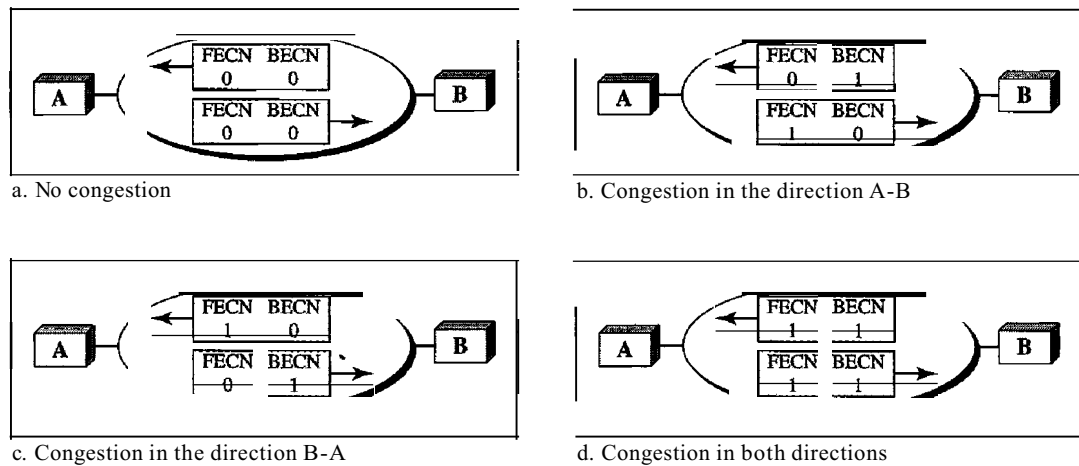 FECN BECN
0 0
A
B
FECN BECN
0 0
a. No congestion
FECN BECN
0 1
A
B
FECN BECN
1 0
b. Congestion in the direction A-B
FECN BECN
1 0
A
B
FECN BECN
0 1
c. Congestion in the direction B-A
FECN BECN
1 1
A
B
FECN BECN
1 1
d. Congestion in both directions